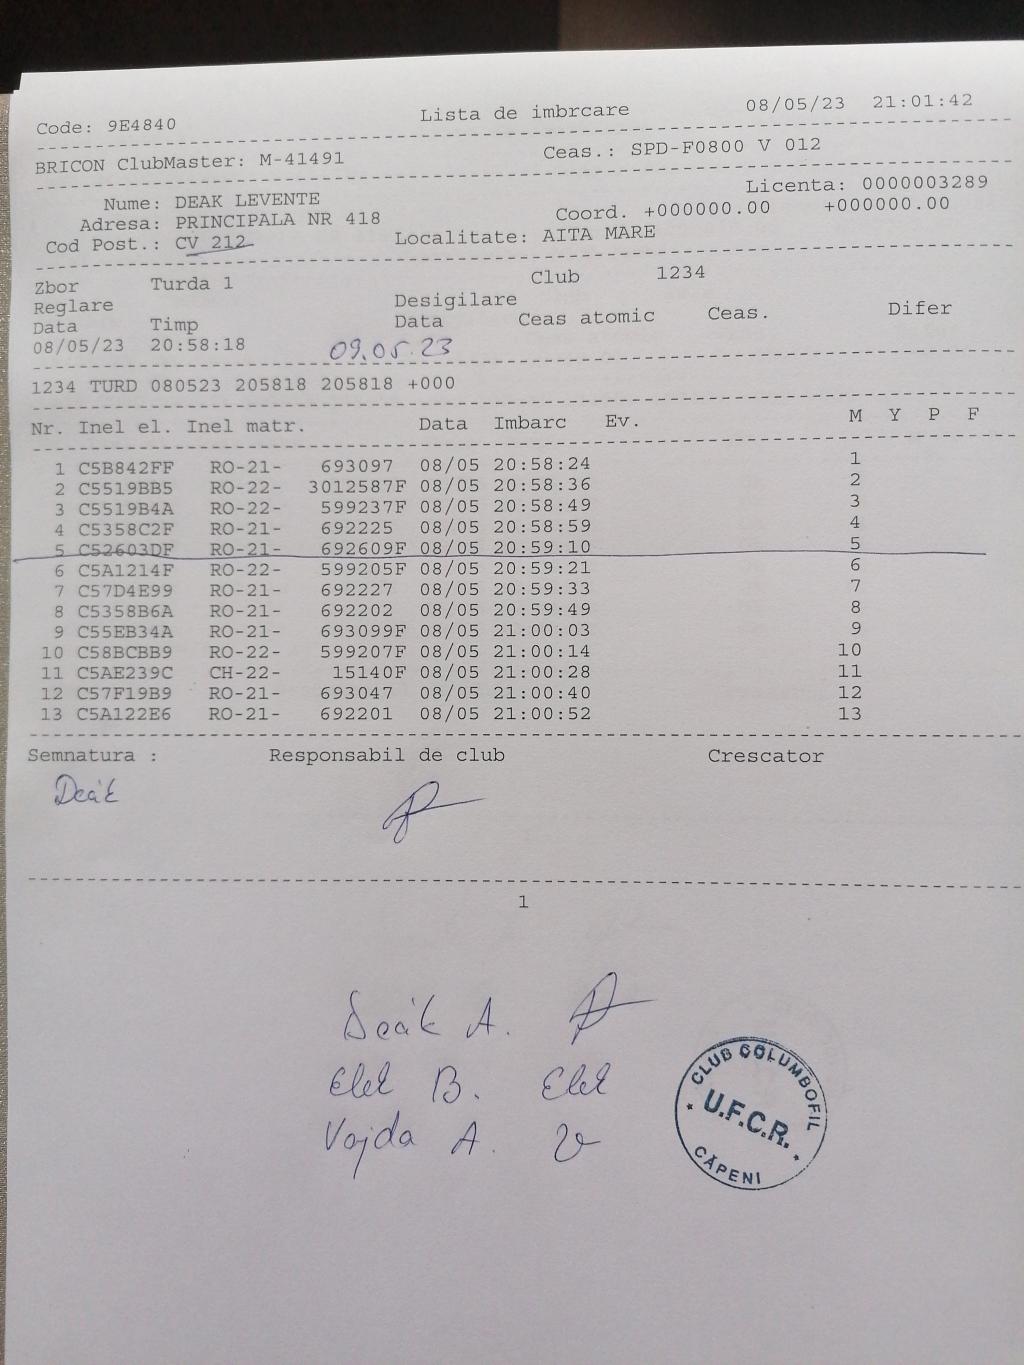 Code: 9E4840 Lista de imbrcare 08/05/23 21:01:42
BRICON ClubMaster: M-41491 Ceas.: SPD-F0800 V 012
Nume: DEAK LEVENTE Licenta: 0000003289
Adresa: PRINCIPALA NR 418 Coord. +000000.00 +000000.00
Cod Post.: CV 212 Localitate: AITA MARE
Zbor Turda 1 Club 1234
Reglare Desigilare
Data Timp Data Ceas atomic Ceas. Difer
08/05/23 20:58:18 09.05.23
1234 TURD 080523 205818 205818 +000
Nr. Inel el. Inel matr. Data Imbarc Ev. M Y P F
1 C5B842FF RO-21- 693097 08/05 20:58:24 1
2 C5519BB5 RO-22- 3012587F 08/05 20:58:36 2
3 C5519B4A RO-22- 599237F 08/05 20:58:49 3
4 C5358C2F RO-21- 692225 08/05 20:58:59 4
5 C52603DF RO-21- 692609F 08/05 20:59:10 5
6 C5A1214F RO-22- 599205F 08/05 20:59:21 6
7 C57D4E99 RO-21- 692227 08/05 20:59:33 7
8 C5358B6A RO-21- 692202 08/05 20:59:49 8
9 C55EB34A RO-21- 693099F 08/05 21:00:03 9
10 C58BCBB9 RO-22- 599207F 08/05 21:00:14 10
11 C5AE239C CH-22- 15140F 08/05 21:00:28 11
12 C57F19B9 RO-21- 693047 08/05 21:00:40 12
13 C5A122E6 RO-21- 692201 08/05 21:00:52 13
Semnatura : Responsabil de club Crescator
Deák
1
Deák A.
Elek B. Elek
Vajda A.
CLUB COLUMBOFIL
U.F.C.R.
CĂPENI